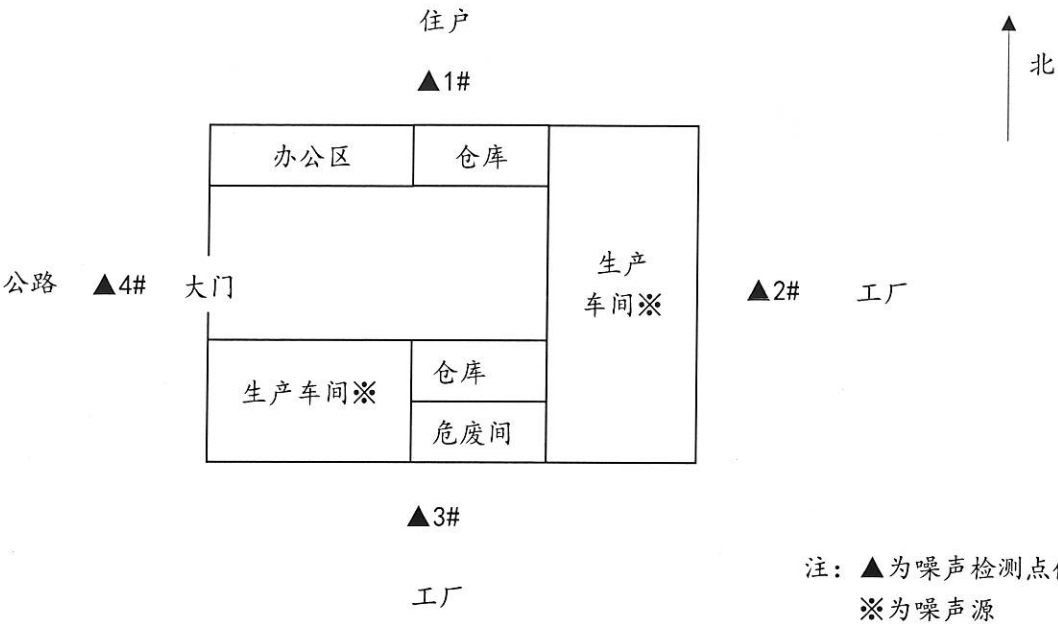 住户
▲1#
北
办公区
仓库
生产
车间※
公路
▲4#
大门
▲2#
工厂
仓库
生产车间※
危废间
▲3#
工厂
注：▲为噪声检测点
※为噪声源